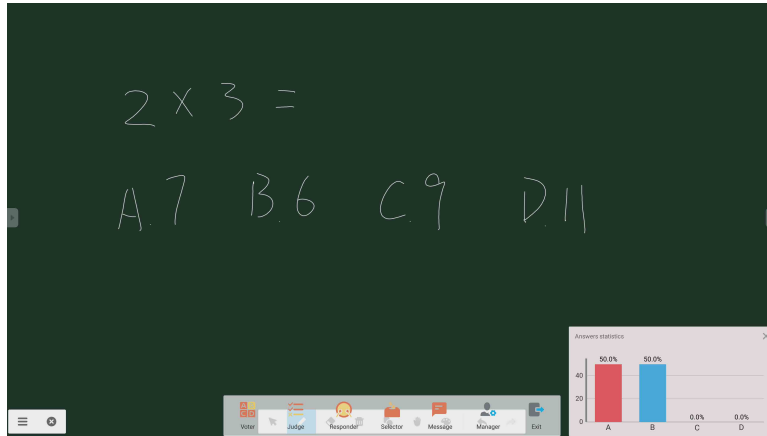 2 × 3 =
A.7 B.6 C.9 D.11
Answers statistics
50.0% 50.0%
40
20
0.0% 0.0%
0
A B C D
Voter Judge Responder Selector Message Manager Exit